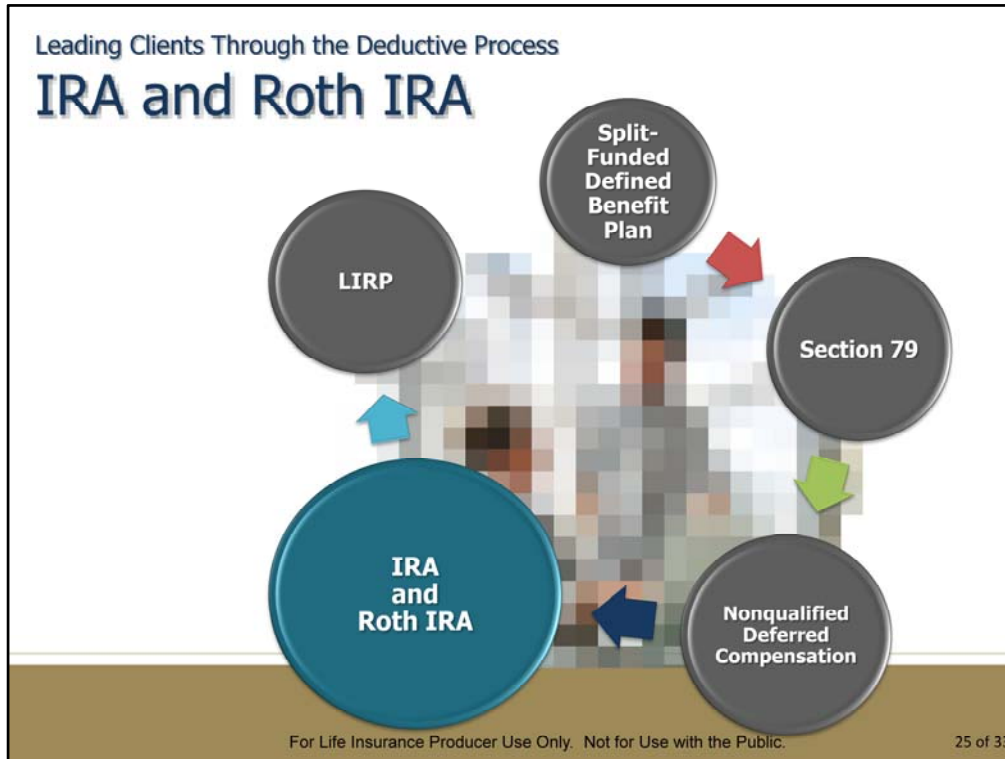 Leading Clients Through the Deductive Process
IRA and Roth IRA
Split-
Funded
Defined
Benefit
Plan
LIRP
Section 79
IRA
and
Roth IRA
Nonqualified
Deferred
Compensation
For Life Insurance Producer Use Only. Not for Use with the Public.
25 of 33